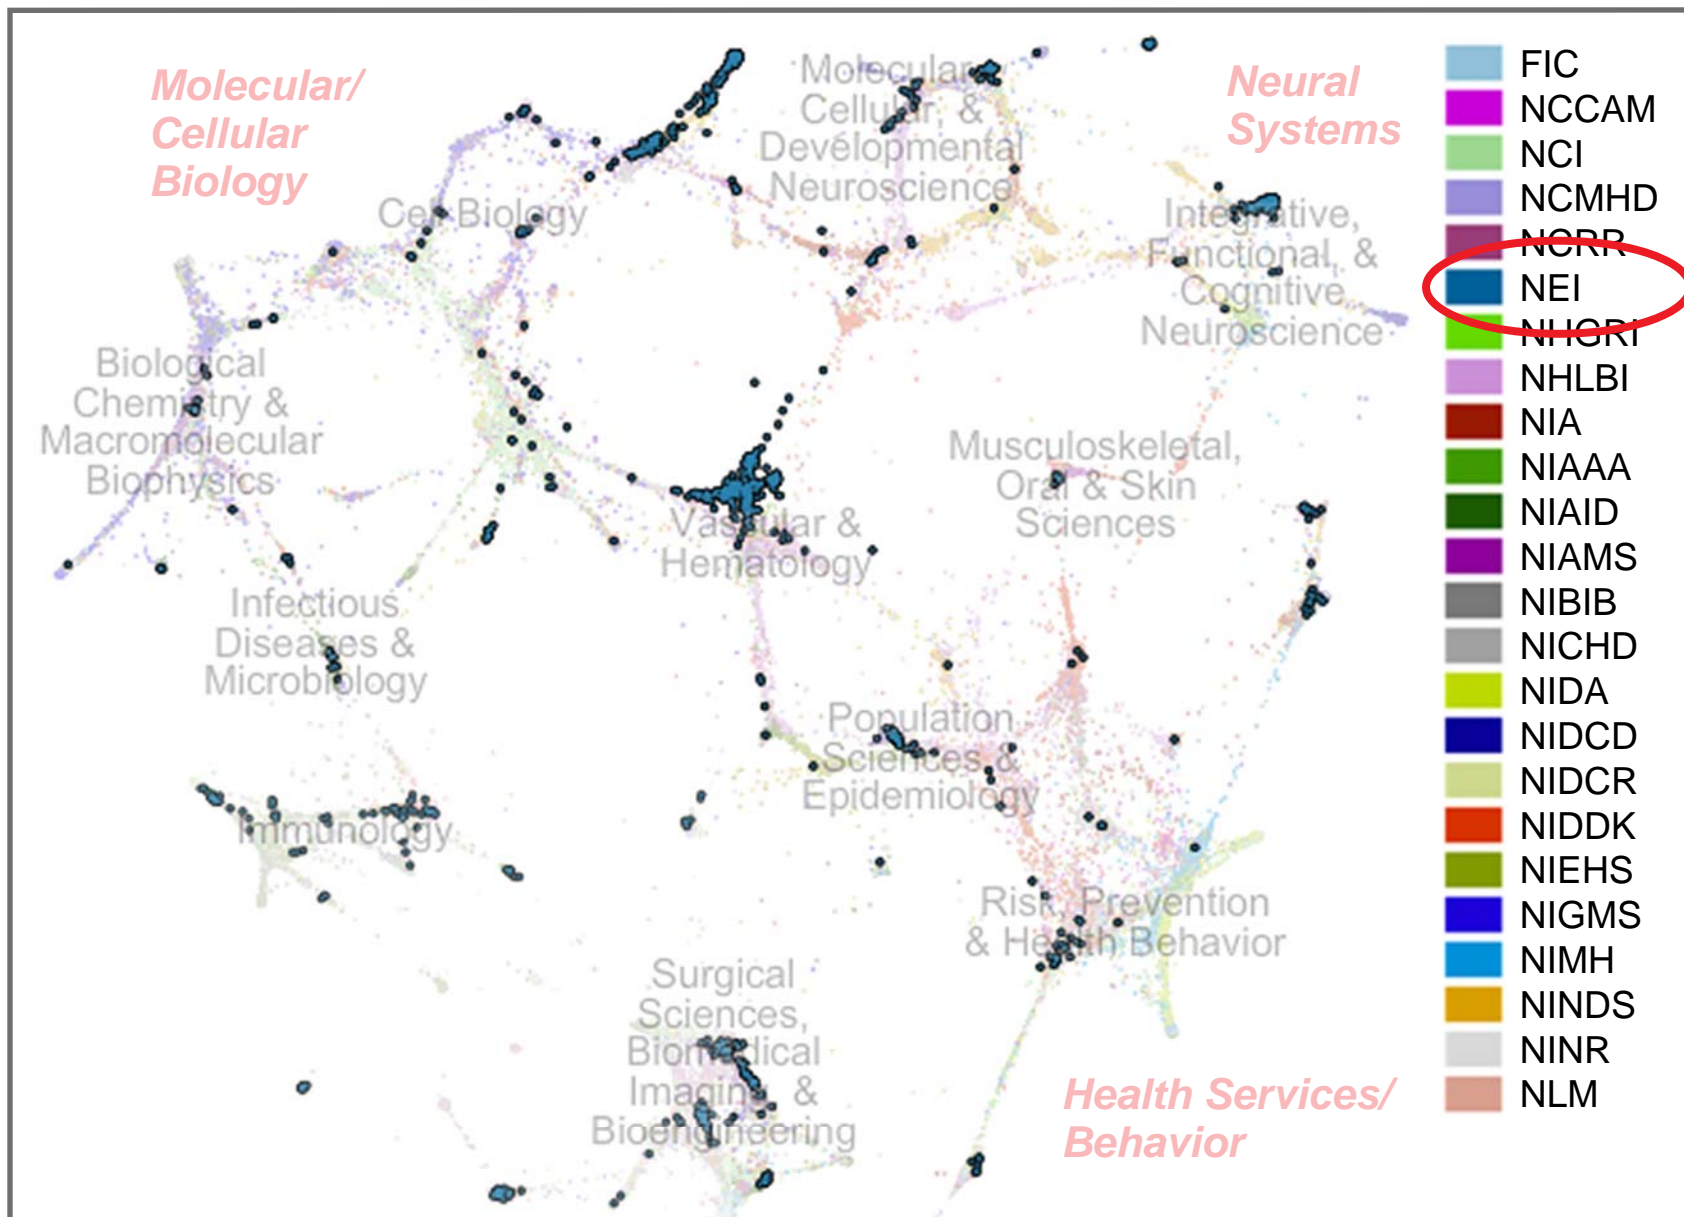 Molecular/
Cellular
Biology
Molecular,
Cellular, &
Developmental
Neuroscience
Neural
Systems
Cell Biology
Integrative,
Functional, &
Cognitive
Neuroscience
Biological
Chemistry &
Macromolecular
Biophysics
Musculoskeletal,
Oral & Skin
Sciences
Vascular &
Hematology
Infectious
Diseases &
Microbiology
Population
Sciences &
Epidemiology
Immunology
Risk, Prevention
& Health Behavior
Surgical
Sciences,
Biomedical
Imaging, &
Bioengineering
Health Services/
Behavior
FIC
NCCAM
NCI
NCMHD
NCRR
NEI
NHGRI
NHLBI
NIA
NIAAA
NIAID
NIAMS
NIBIB
NICHD
NIDA
NIDCD
NIDCR
NIDDK
NIEHS
NIGMS
NIMH
NINDS
NINR
NLM